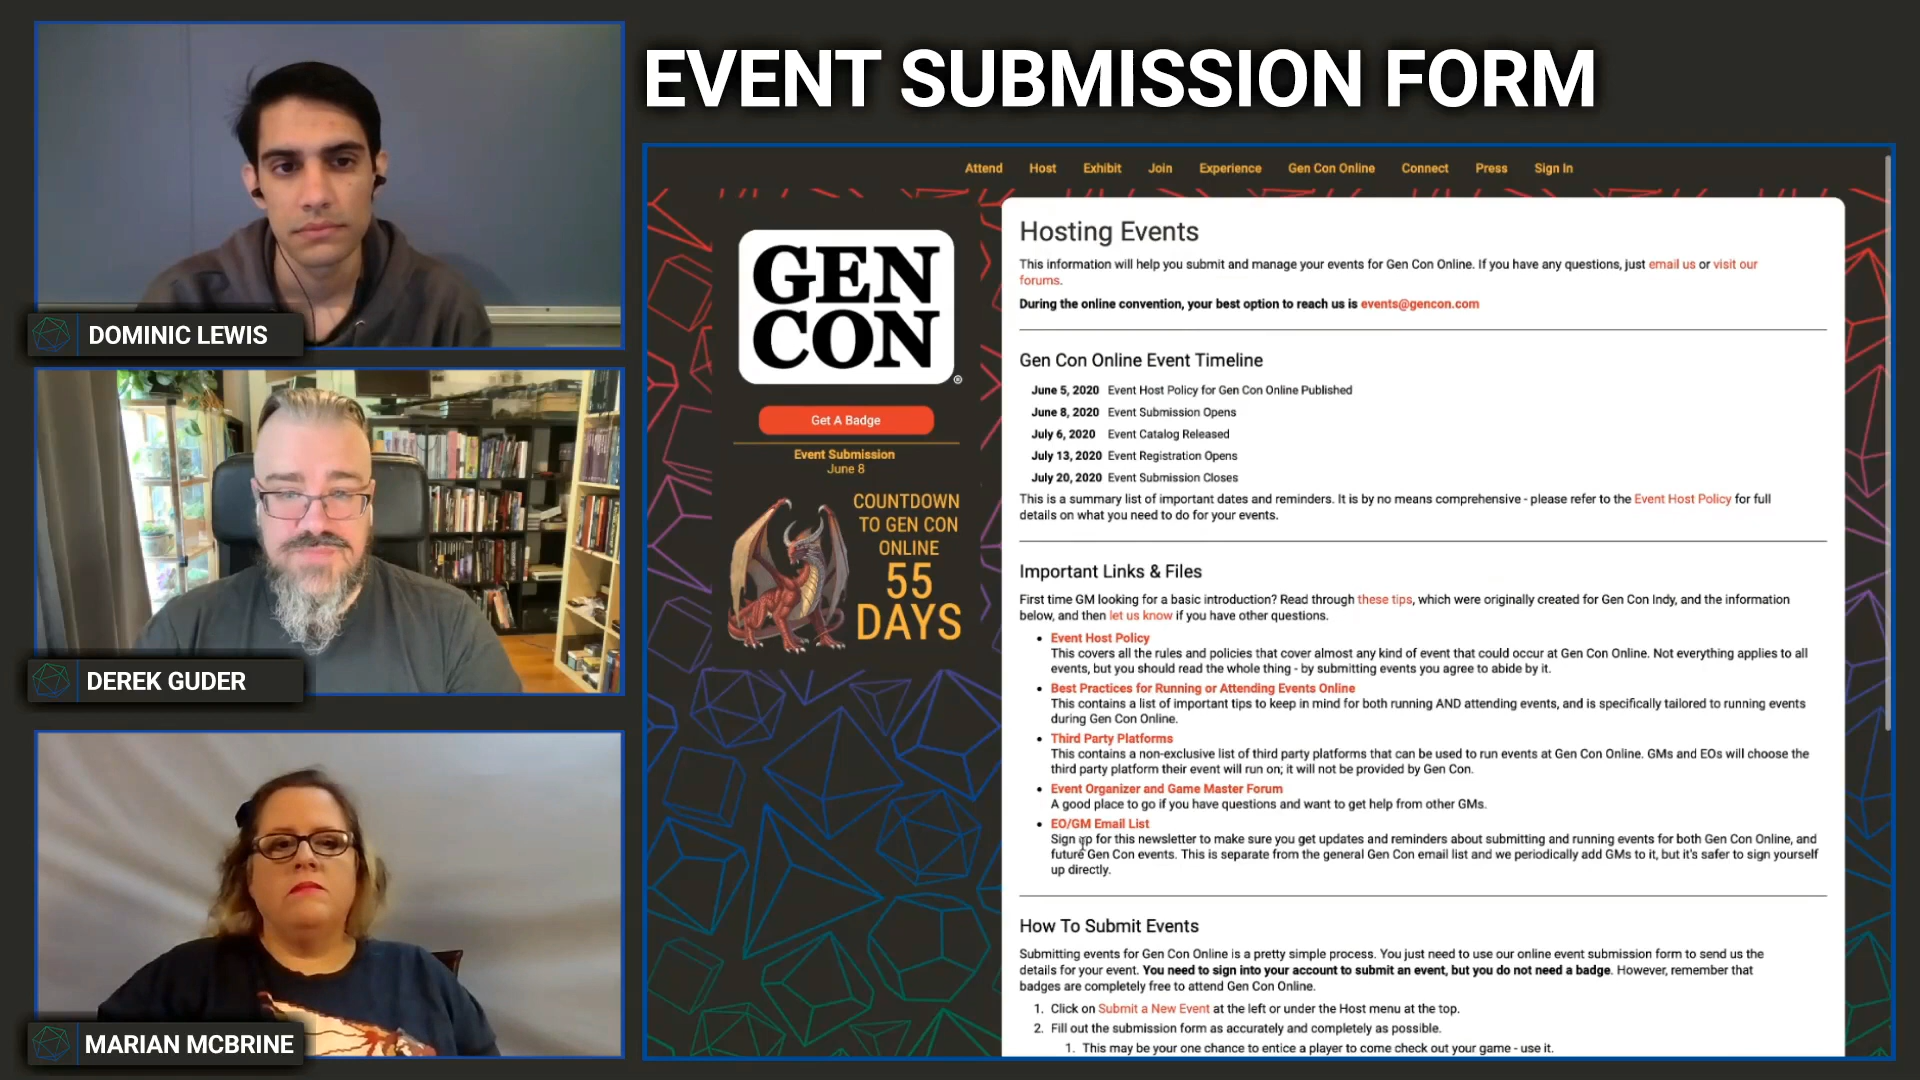 EVENT SUBMISSION FORM
DOMINIC LEWIS
DEREK GUDER
MARIAN MCBRINE
Attend Host Exhibit Join Experience Gen Con Online Connect Press Sign In
GEN
CON
®
Get A Badge
Event Submission
June 8
COUNTDOWN
TO GEN CON
ONLINE
55
DAYS
Hosting Events
This information will help you submit and manage your events for Gen Con Online. If you have any questions, just email us or visit our
forums.
During the online convention, your best option to reach us is events@gencon.com
Gen Con Online Event Timeline
June 5, 2020 Event Host Policy for Gen Con Online Published
June 8, 2020 Event Submission Opens
July 6, 2020 Event Catalog Released
July 13, 2020 Event Registration Opens
July 20, 2020 Event Submission Closes
This is a summary list of important dates and reminders. It is by no means comprehensive - please refer to the Event Host Policy for full
details on what you need to do for your events.
Important Links & Files
First time GM looking for a basic introduction? Read through these tips, which were originally created for Gen Con Indy, and the information
below, and then let us know if you have other questions.
• Event Host Policy
This covers all the rules and policies that cover almost any kind of event that could occur at Gen Con Online. Not everything applies to all
events, but you should read the whole thing - by submitting events you agree to abide by it.
• Best Practices for Running or Attending Events Online
This contains a list of important tips to keep in mind for both running AND attending events, and is specifically tailored to running events
during Gen Con Online.
• Third Party Platforms
This contains a non-exclusive list of third party platforms that can be used to run events at Gen Con Online. GMs and EOs will choose the
third party platform their event will run on; it will not be provided by Gen Con.
• Event Organizer and Game Master Forum
A good place to go if you have questions and want to get help from other GMs.
• EO/GM Email List
Sign up for this newsletter to make sure you get updates and reminders about submitting and running events for both Gen Con Online, and
future Gen Con events. This is separate from the general Gen Con email list and we periodically add GMs to it, but it's safer to sign yourself
up directly.
How To Submit Events
Submitting events for Gen Con Online is a pretty simple process. You just need to use our online event submission form to send us the
details for your event. You need to sign into your account to submit an event, but you do not need a badge. However, remember that
badges are completely free to attend Gen Con Online.
1. Click on Submit a New Event at the left or under the Host menu at the top.
2. Fill out the submission form as accurately and completely as possible.
1. This may be your one chance to entice a player to come check out your game - use it.